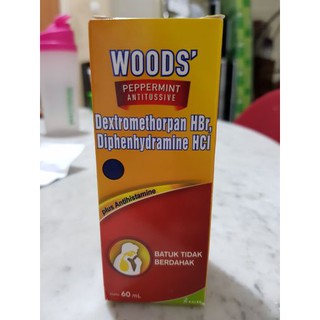 WOODS'
PEPPERMINT
ANTITUSSIVE
Dextromethorpan HBr,
Diphenhydramine HCl
plus Antihistamine
BATUK TIDAK
BERDAHAK
60 mL